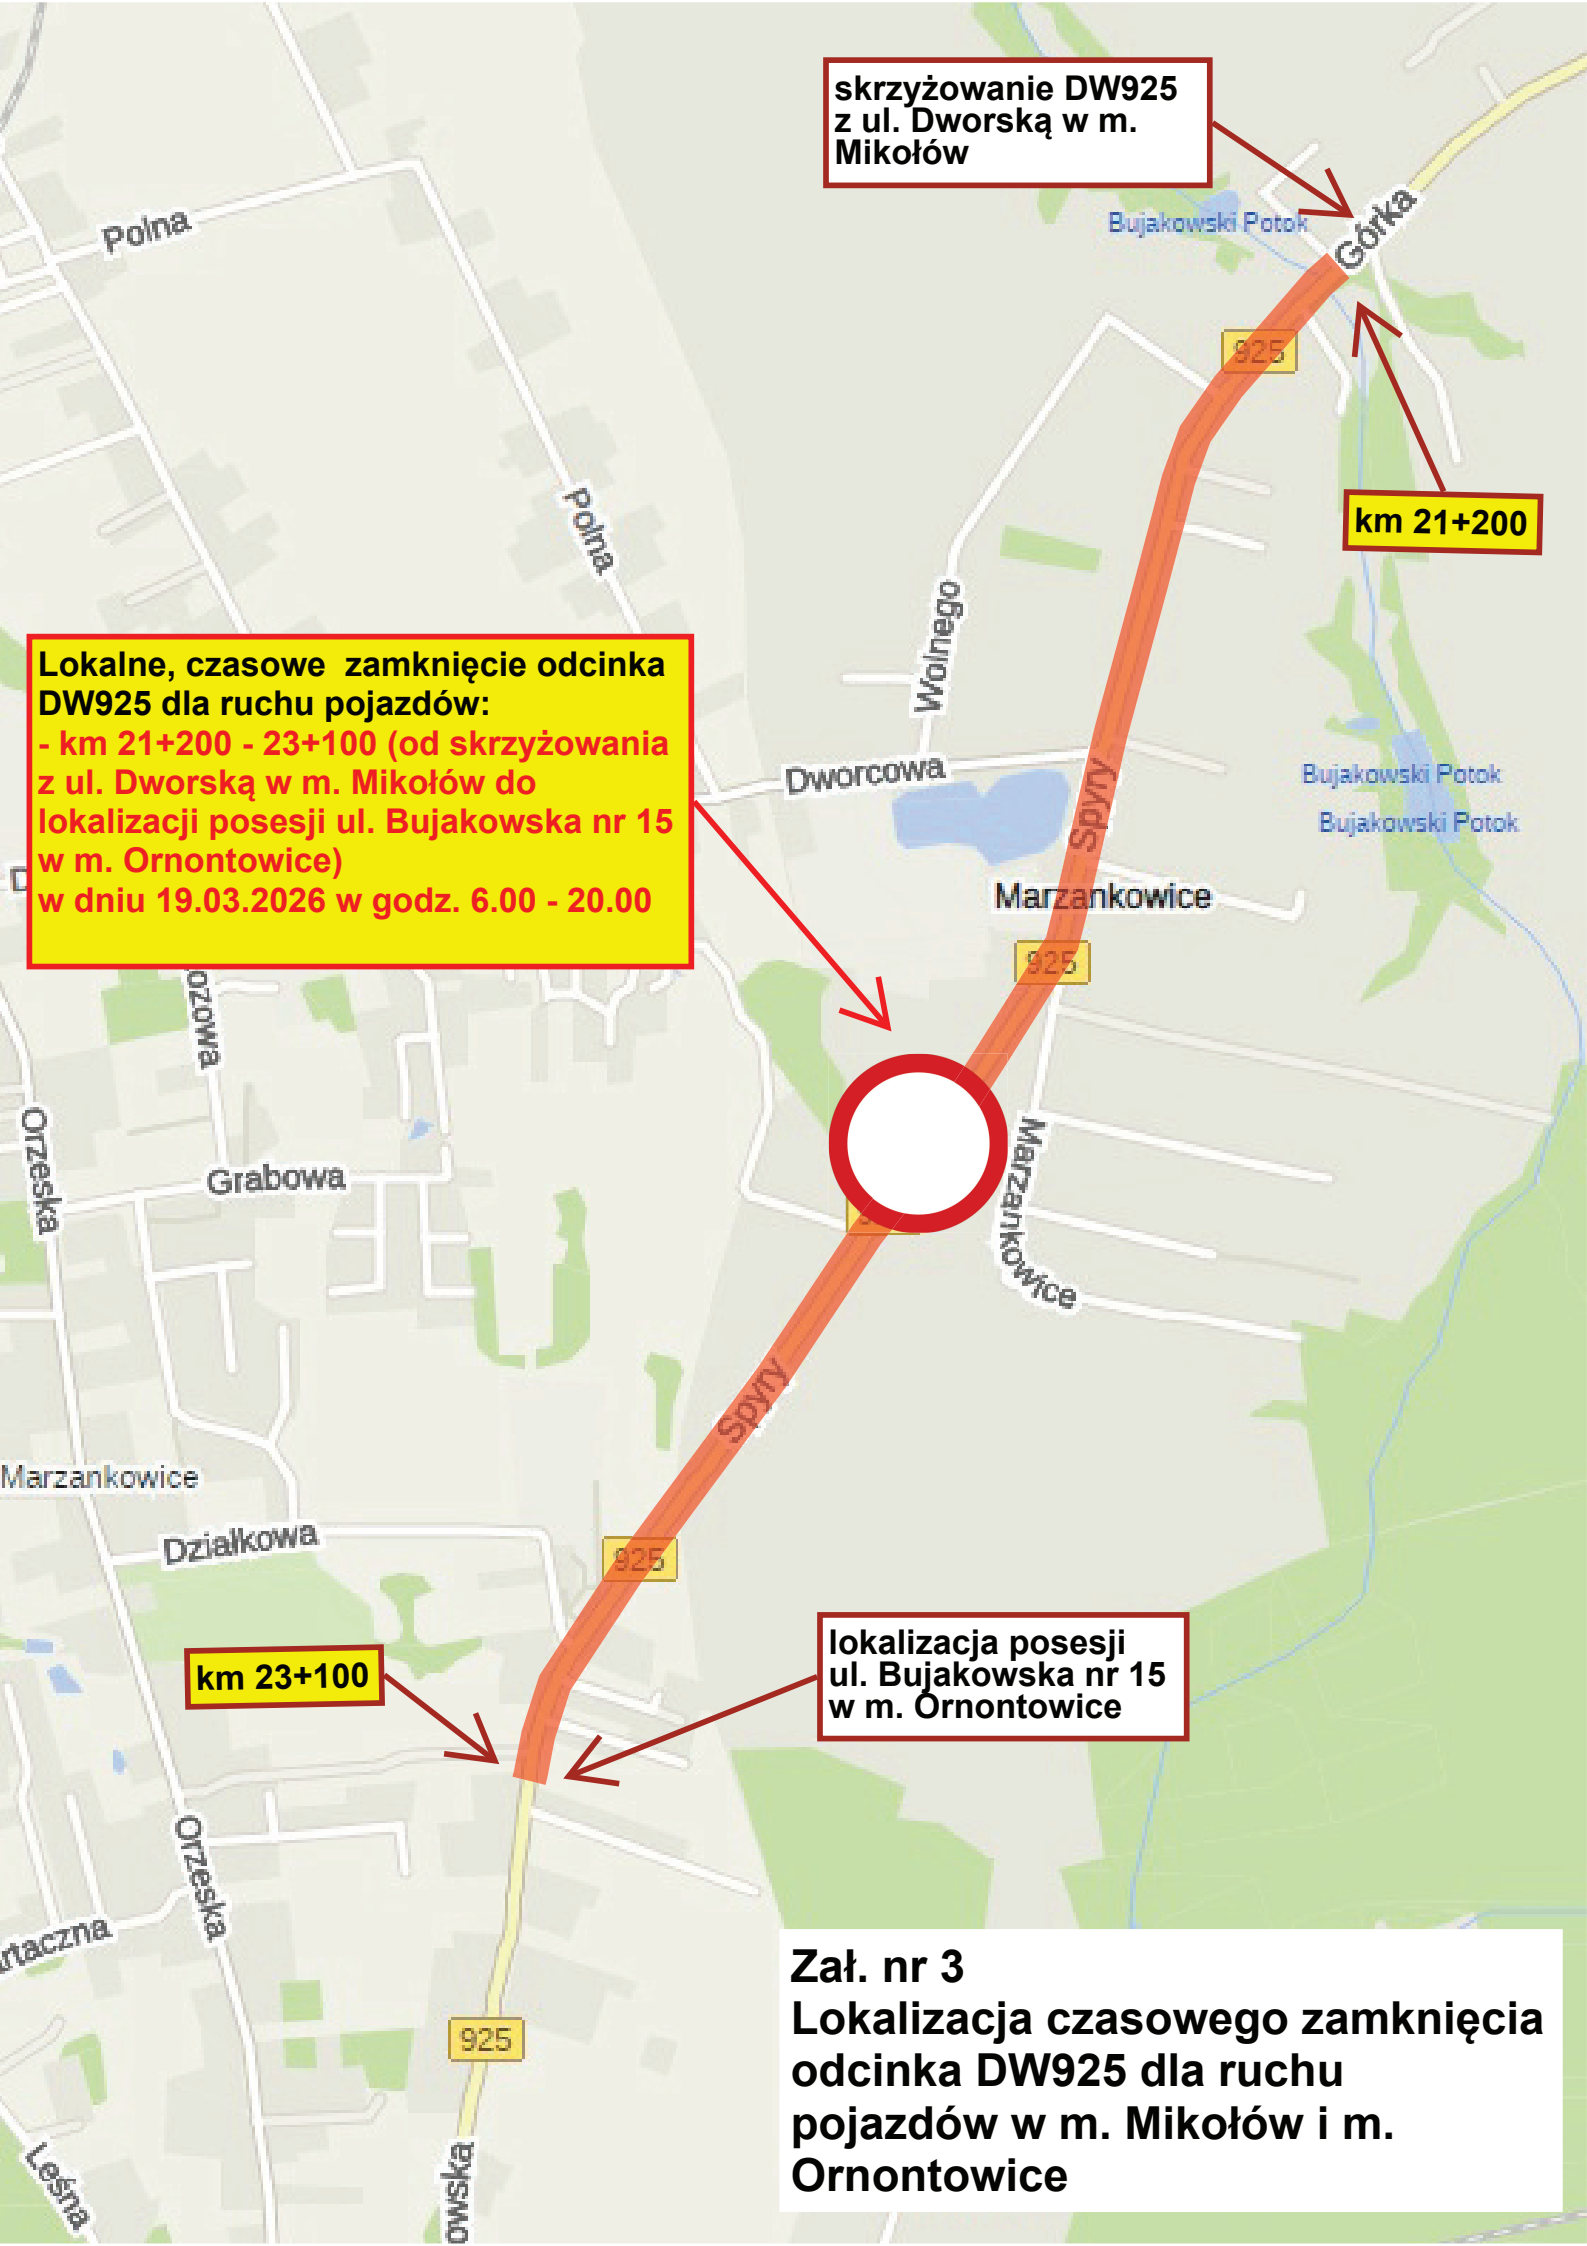 skrzyżowanie DW925
z ul. Dworską w m.
Mikołów
Polna
Bujakowski Potok
Górka
925
km 21+200
Polna
Wolnego
Lokalne, czasowe zamknięcie odcinka
DW925 dla ruchu pojazdów:
- km 21+200 - 23+100 (od skrzyżowania
z ul. Dworską w m. Mikołów do
lokalizacji posesji ul. Bujakowska nr 15
w m. Ornontowice)
w dniu 19.03.2026 w godz. 6.00 - 20.00
Dworcowa
Spyry
Bujakowski Potok
Bujakowski Potok
Marzankowice
925
ozowa
Orzeska
Grabowa
Marzankowice
Spyry
Marzankowice
Działkowa
925
km 23+100
lokalizacja posesji
ul. Bujakowska nr 15
w m. Ornontowice
Orzeska
rtaczna
925
Leśna
owska
Zał. nr 3
Lokalizacja czasowego zamknięcia
odcinka DW925 dla ruchu
pojazdów w m. Mikołów i m.
Ornontowice